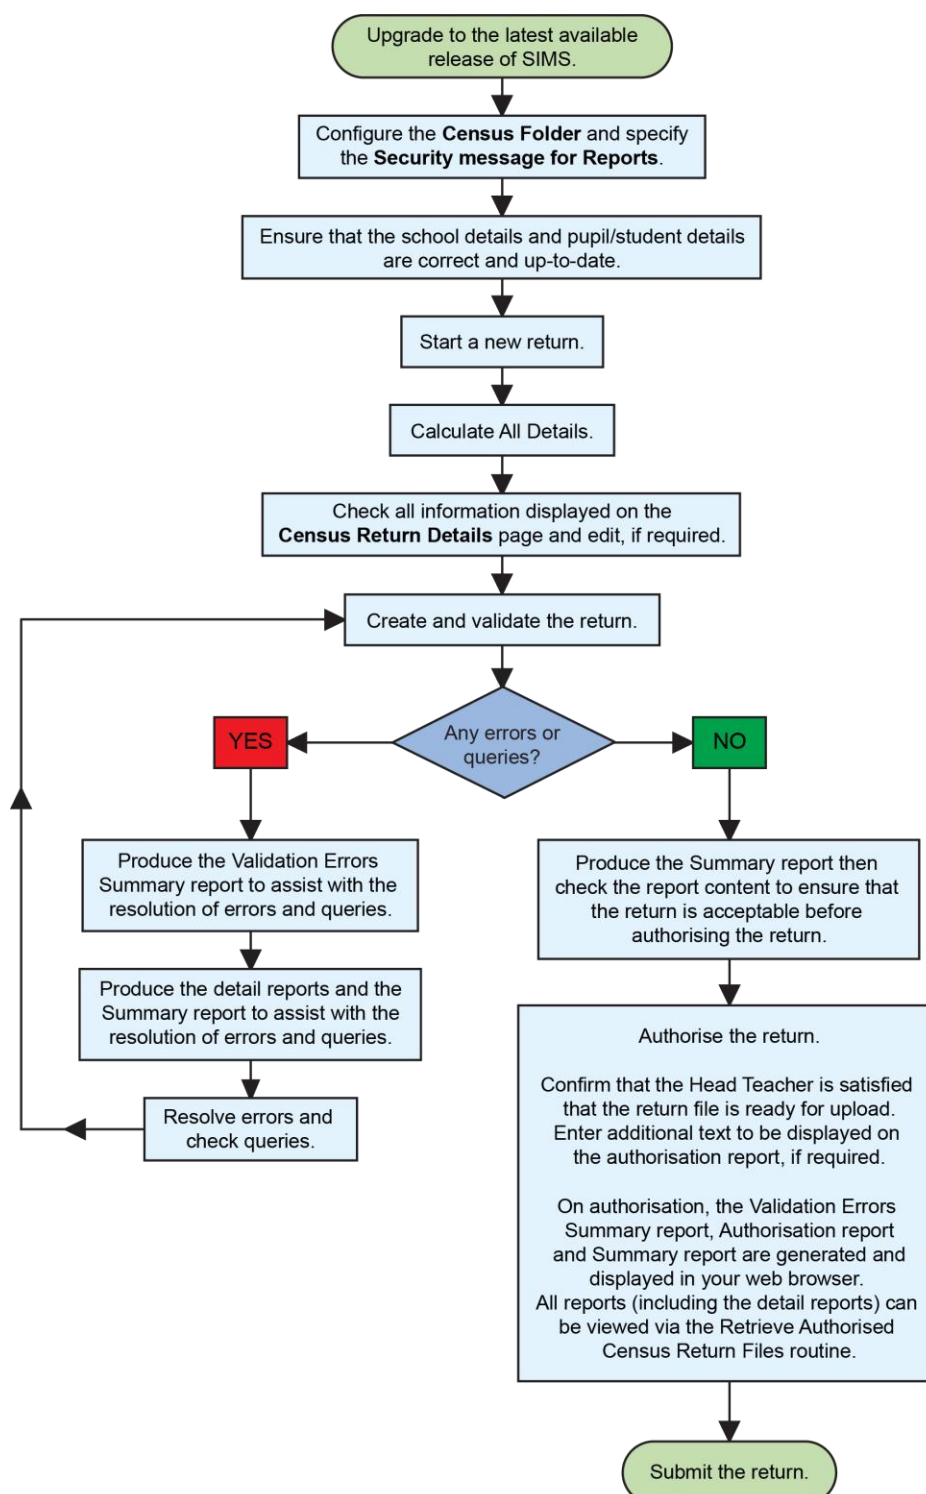 Upgrade to the latest available
release of SIMS.
Configure the Census Folder and specify
the Security message for Reports.
Ensure that the school details and pupil/student details
are correct and up-to-date.
Start a new return.
Calculate All Details.
Check all information displayed on the
Census Return Details page and edit, if required.
Create and validate the return.
Any errors or
queries?
YES
NO
Produce the Validation Errors
Summary report to assist with the
resolution of errors and queries.
Produce the detail reports and the
Summary report to assist with the
resolution of errors and queries.
Resolve errors and
check queries.
Produce the Summary report then
check the report content to ensure that
the return is acceptable before
authorising the return.
Authorise the return.
Confirm that the Head Teacher is satisfied
that the return file is ready for upload.
Enter additional text to be displayed on
the authorisation report, if required.
On authorisation, the Validation Errors
Summary report, Authorisation report
and Summary report are generated and
displayed in your web browser.
All reports (including the detail reports) can
be viewed via the Retrieve Authorised
Census Return Files routine.
Submit the return.